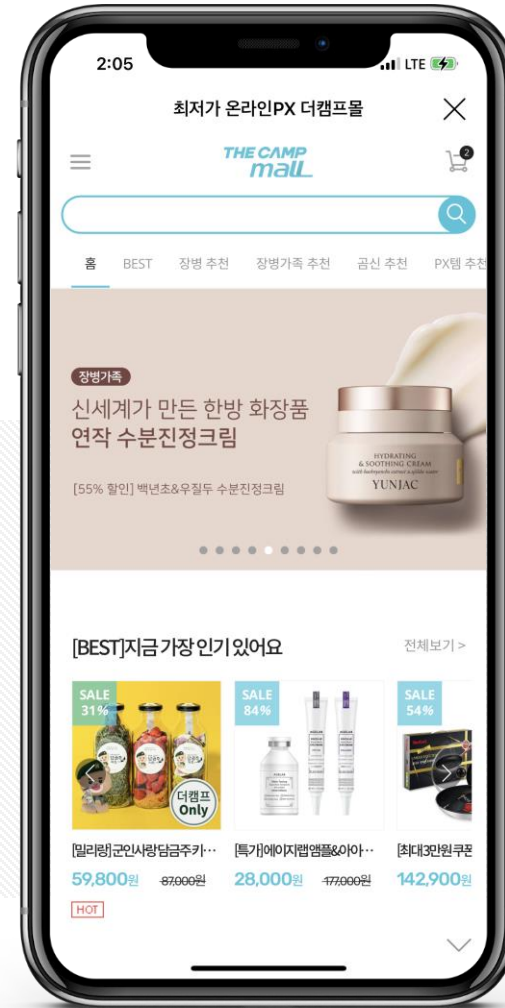 2:05
LTE
최저가 온라인PX 더캠프몰
THE CAMP
mall
2
홈 BEST 장병 추천 장병가족 추천 곰신 추천 PX템 추천
장병가족
신세계가 만든 한방 화장품
연작 수분진정크림
[55% 할인] 백년초&우질두 수분진정크림
HYDRATING
& SOOTHING CREAM
YUNJAC
[BEST]지금 가장 인기 있어요
전체보기 >
SALE
31%
더캠프
Only
SALE
84%
SALE
54%
[밀리랑]군인사랑담금주키…
59,800원 87,000원
HOT
[특가]에이지랩앰플&아아…
28,000원 177,000원
[최대3만원쿠폰
142,900원